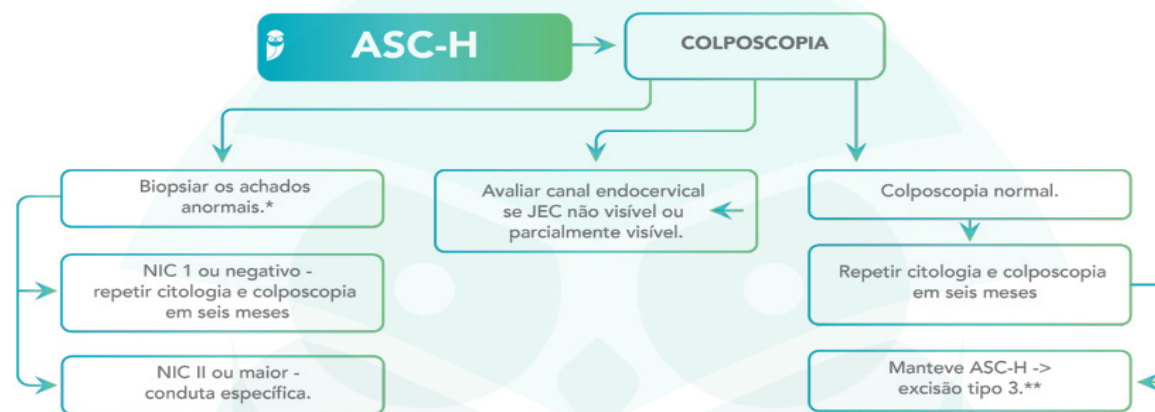 ASC-H
COLPOSCOPIA
Biopsiar os achados
anormais.*
NIC 1 ou negativo -
repetir citologia e colposcopia
em seis meses
NIC II ou maior -
conduta específica.
Avaliar canal endocervical
se JEC não visível ou
parcialmente visível.
Colposcopia normal.
Repetir citologia e colposcopia
em seis meses
Manteve ASC-H ->
excisão tipo 3.**